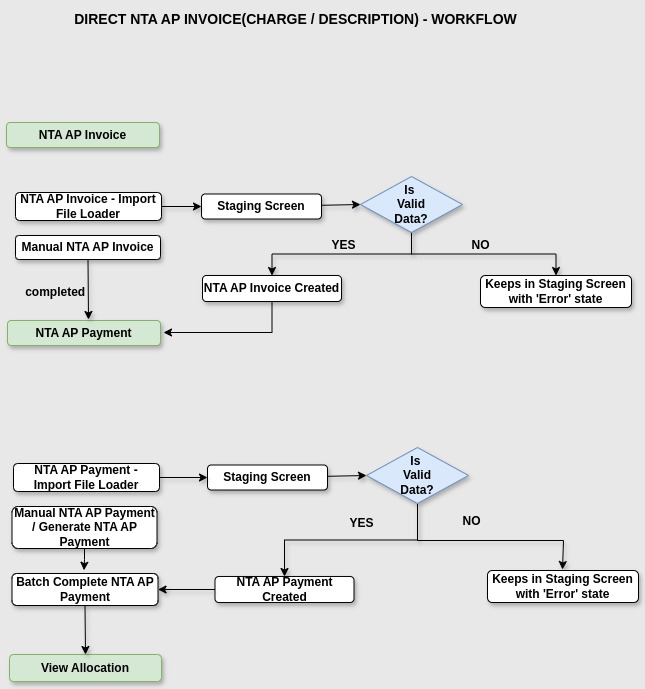 DIRECT NTA AP INVOICE(CHARGE / DESCRIPTION) - WORKFLOW
NTA AP Invoice
NTA AP Invoice - Import
File Loader
Staging Screen
Is
Valid
Data?
Manual NTA AP Invoice
YES
NO
completed
NTA AP Invoice Created
Keeps in Staging Screen
with 'Error' state
NTA AP Payment
NTA AP Payment -
Import File Loader
Staging Screen
Is
Valid
Data?
Manual NTA AP Payment
/ Generate NTA AP
Payment
YES
NO
Batch Complete NTA AP
Payment
NTA AP Payment
Created
Keeps in Staging Screen
with 'Error' state
View Allocation